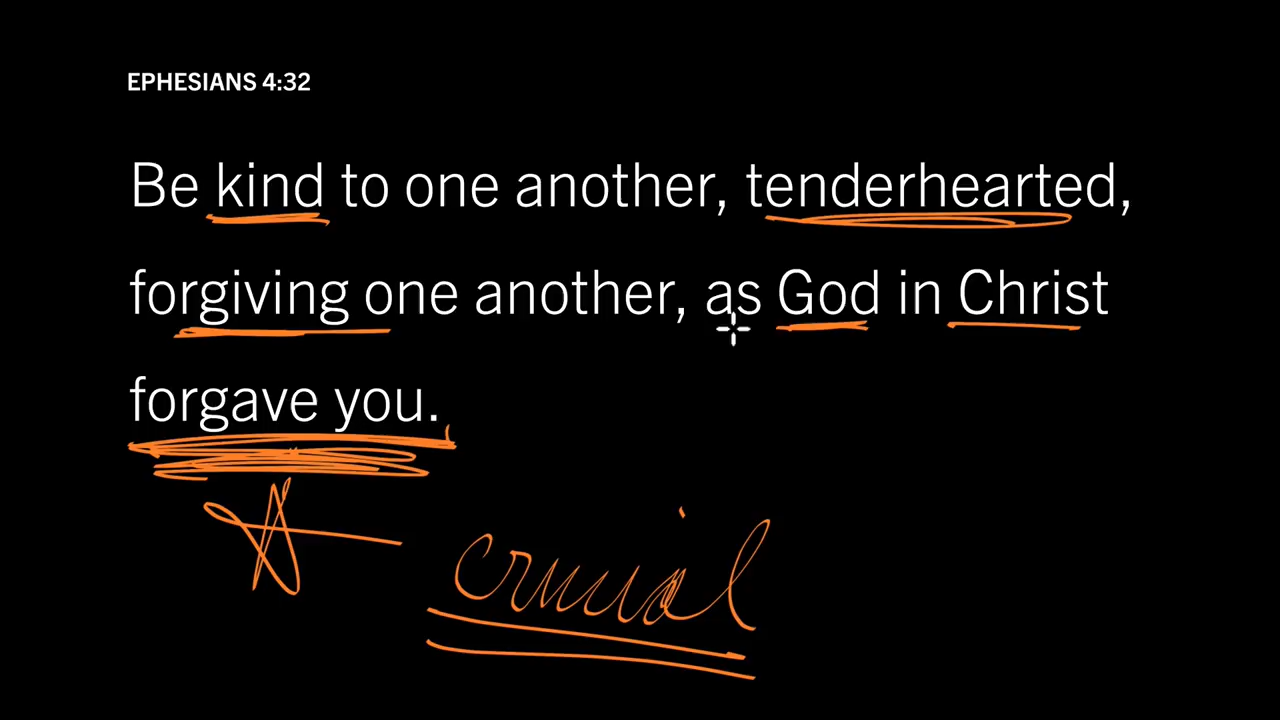 EPHESIANS 4:32
Be kind to one another, tenderhearted,
forgiving one another, as God in Christ
forgave you.
crucial